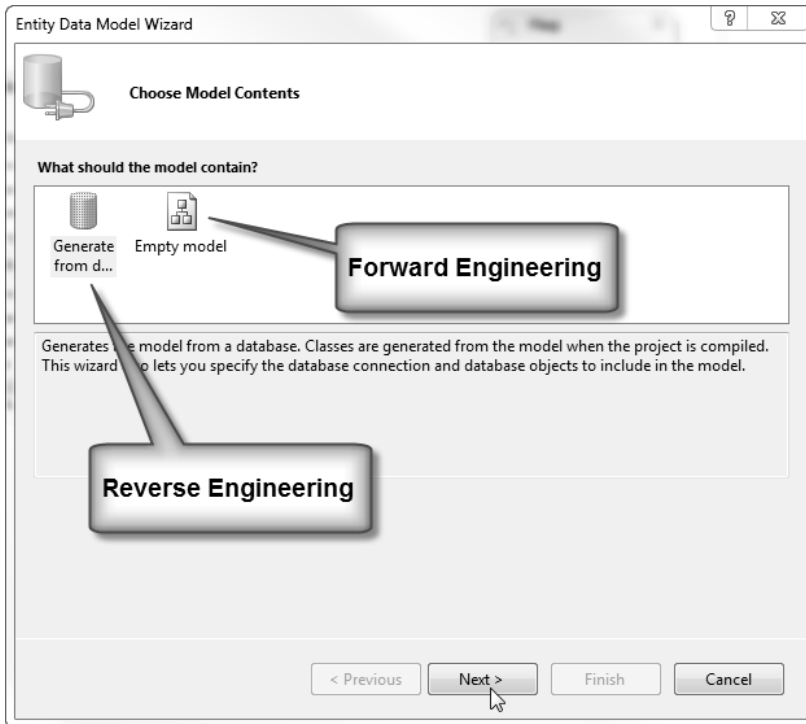 Entity Data Model Wizard
Choose Model Contents
What should the model contain?
Generate
from d...
Empty model
Forward Engineering
Generates model from a database. Classes are generated from the model when the project is compiled.
This wizard lets you specify the database connection and database objects to include in the model.
Reverse Engineering
< Previous
Next >
Finish
Cancel